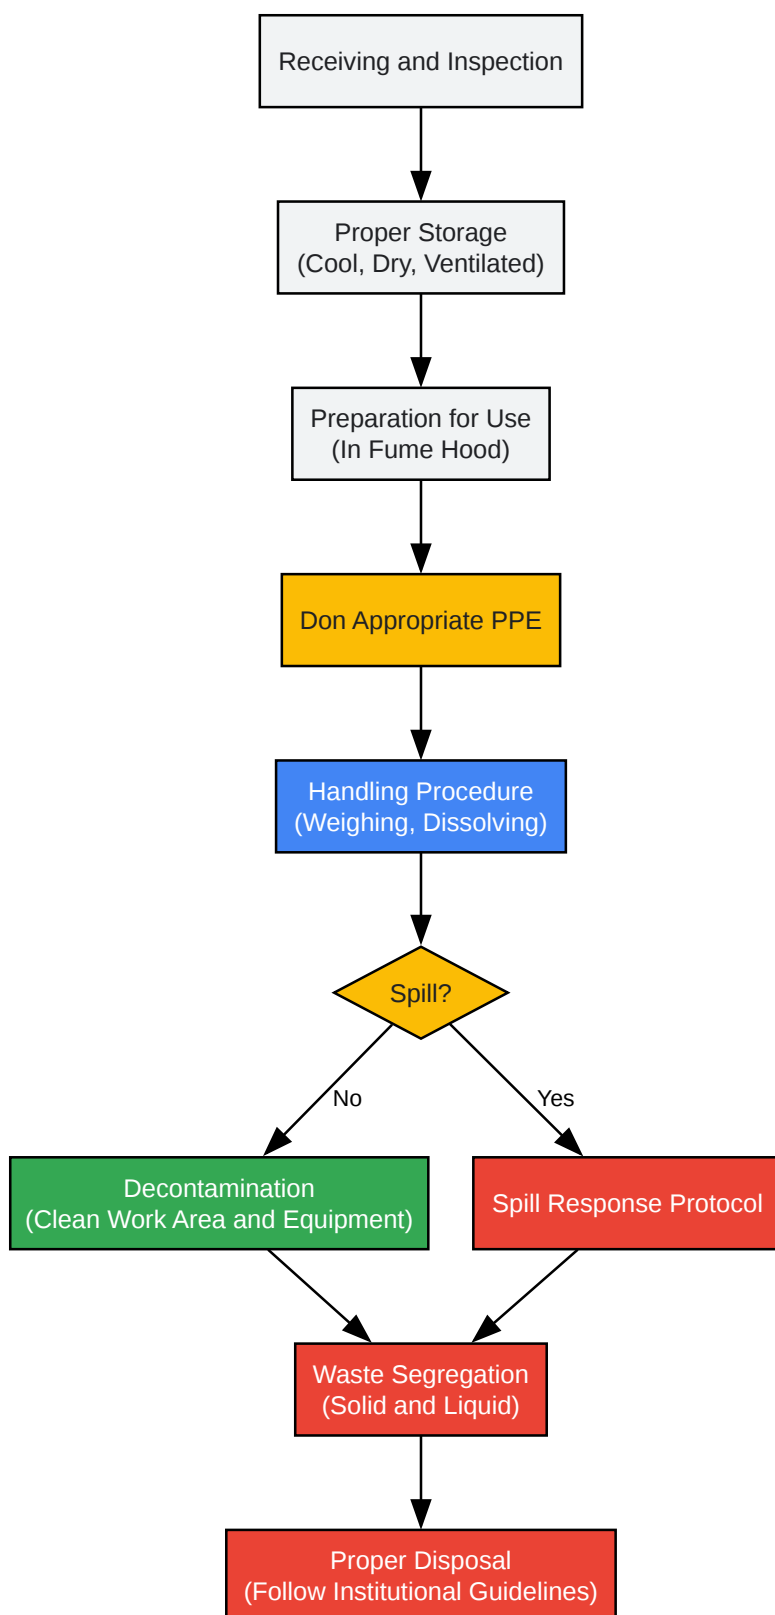 Receiving and Inspection
Proper Storage
(Cool, Dry, Ventilated)
Preparation for Use
(In Fume Hood)
Don Appropriate PPE
Handling Procedure
(Weighing, Dissolving)
Spill?
No
Yes
Decontamination
(Clean Work Area and Equipment)
Spill Response Protocol
Waste Segregation
(Solid and Liquid)
Proper Disposal
(Follow Institutional Guidelines)